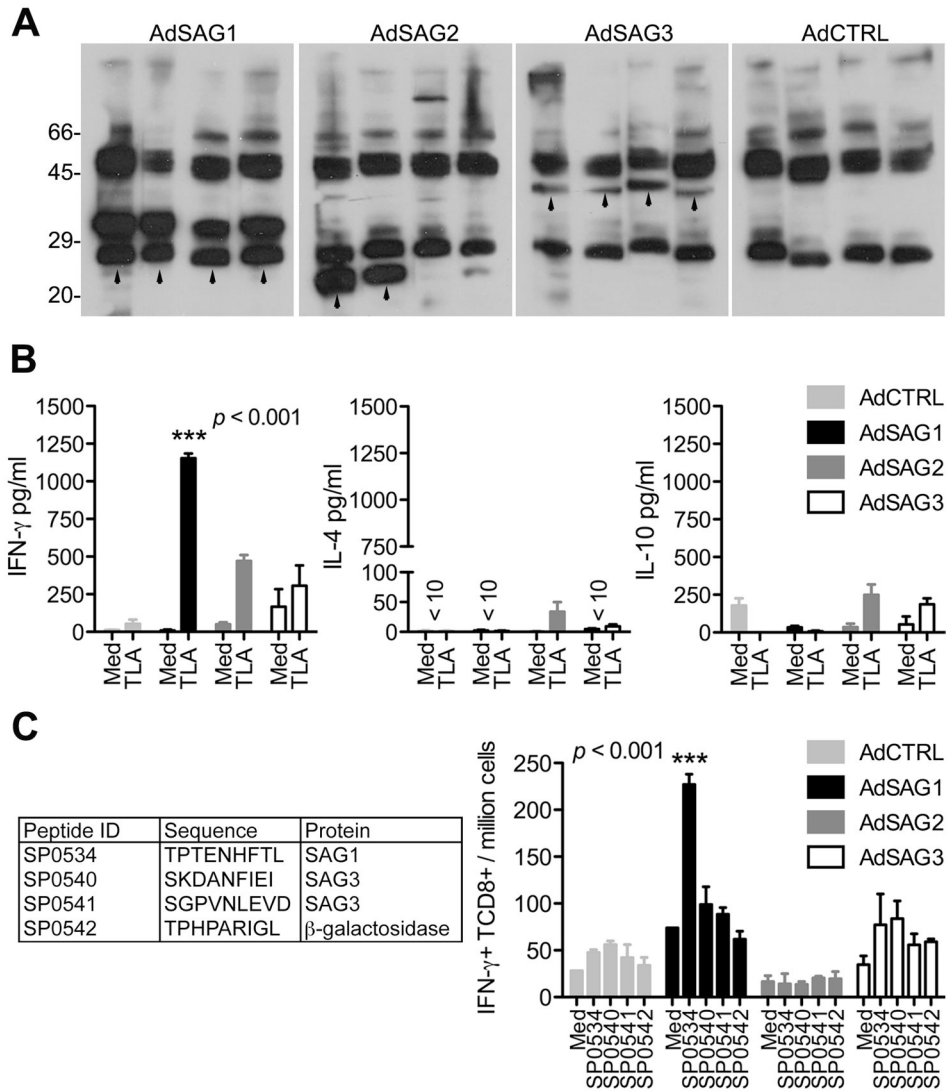 A
AdSAG1 AdSAG2 AdSAG3 AdCTRL
66-
45-
29-
20-
B
IFN-γ pg/ml
1500
1250
1000
750
500
250
0
***
p < 0.001
Med
TLA
Med
TLA
Med
TLA
Med
TLA
IL-4 pg/ml
1500
1250
1000
750
100
50
0
< 10
< 10
< 10
Med
TLA
Med
TLA
Med
TLA
Med
TLA
IL-10 pg/ml
1500
1250
1000
750
500
250
0
Med
TLA
Med
TLA
Med
TLA
Med
TLA
AdCTRL
AdSAG1
AdSAG2
AdSAG3
C
Peptide ID Sequence Protein
SP0534 TPTENHFTL SAG1
SP0540 SKDANFIEI SAG3
SP0541 SGPVNLEVD SAG3
SP0542 TPHPARIGL β-galactosidase
IFN-γ+ TCD8+ / million cells
250
200
150
100
50
0
p < 0.001
***
Med
SP0534
SP0540
SP0541
SP0542
Med
SP0534
SP0540
SP0541
SP0542
Med
SP0534
SP0540
SP0541
SP0542
Med
SP0534
SP0540
SP0541
SP0542
AdCTRL
AdSAG1
AdSAG2
AdSAG3